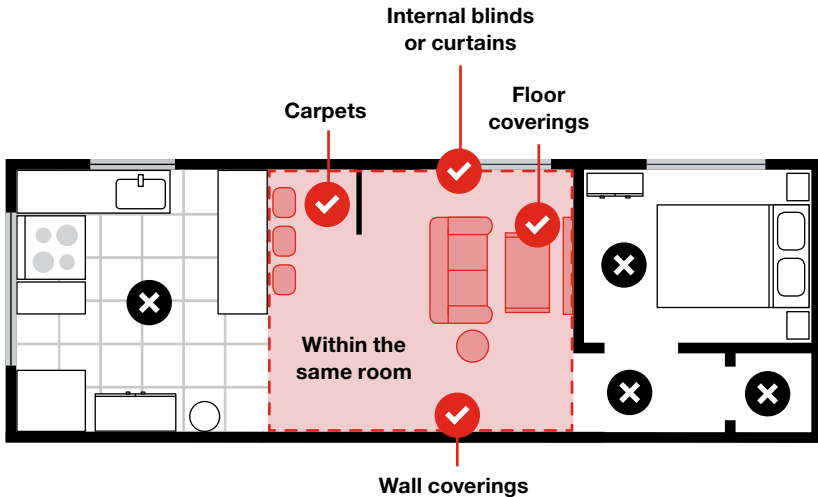 Internal blinds
or curtains
Carpets
Floor
coverings
Within the
same room
Wall coverings